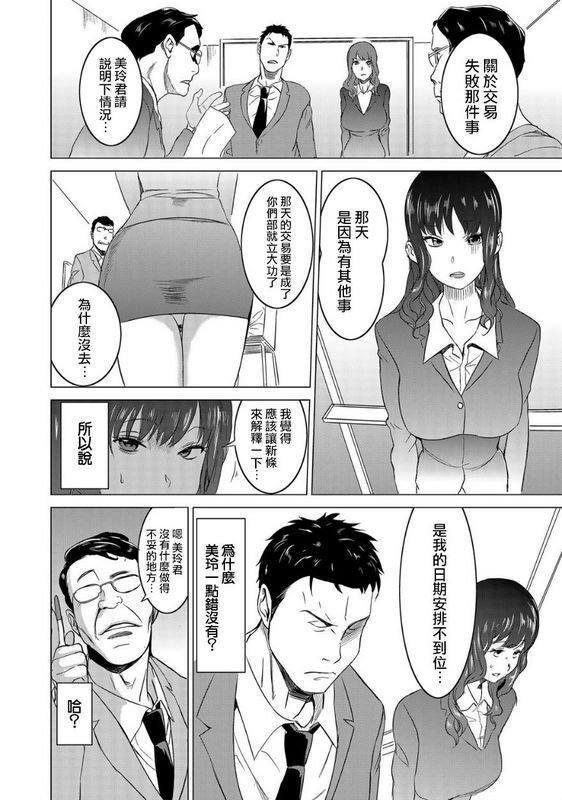 關於交易
失敗那件事
美玲君請
説明下情況…
那天
是因為有其他事
那天的交易要是成了
你們部就立大功了
為什麼沒去…
我覺得
應該讓新條
來解釋一下…
所以說
是我的日期安排不到位…
為什麼
美玲一點錯沒有?
嗯 美玲君
沒有什麼做得
不妥的地方…
哈?